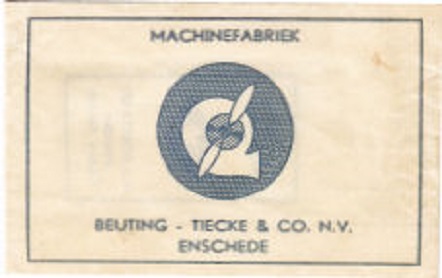 MACHINEFABRIEK
BEUTING - TIECKE & CO. N.V.
ENSCHEDE